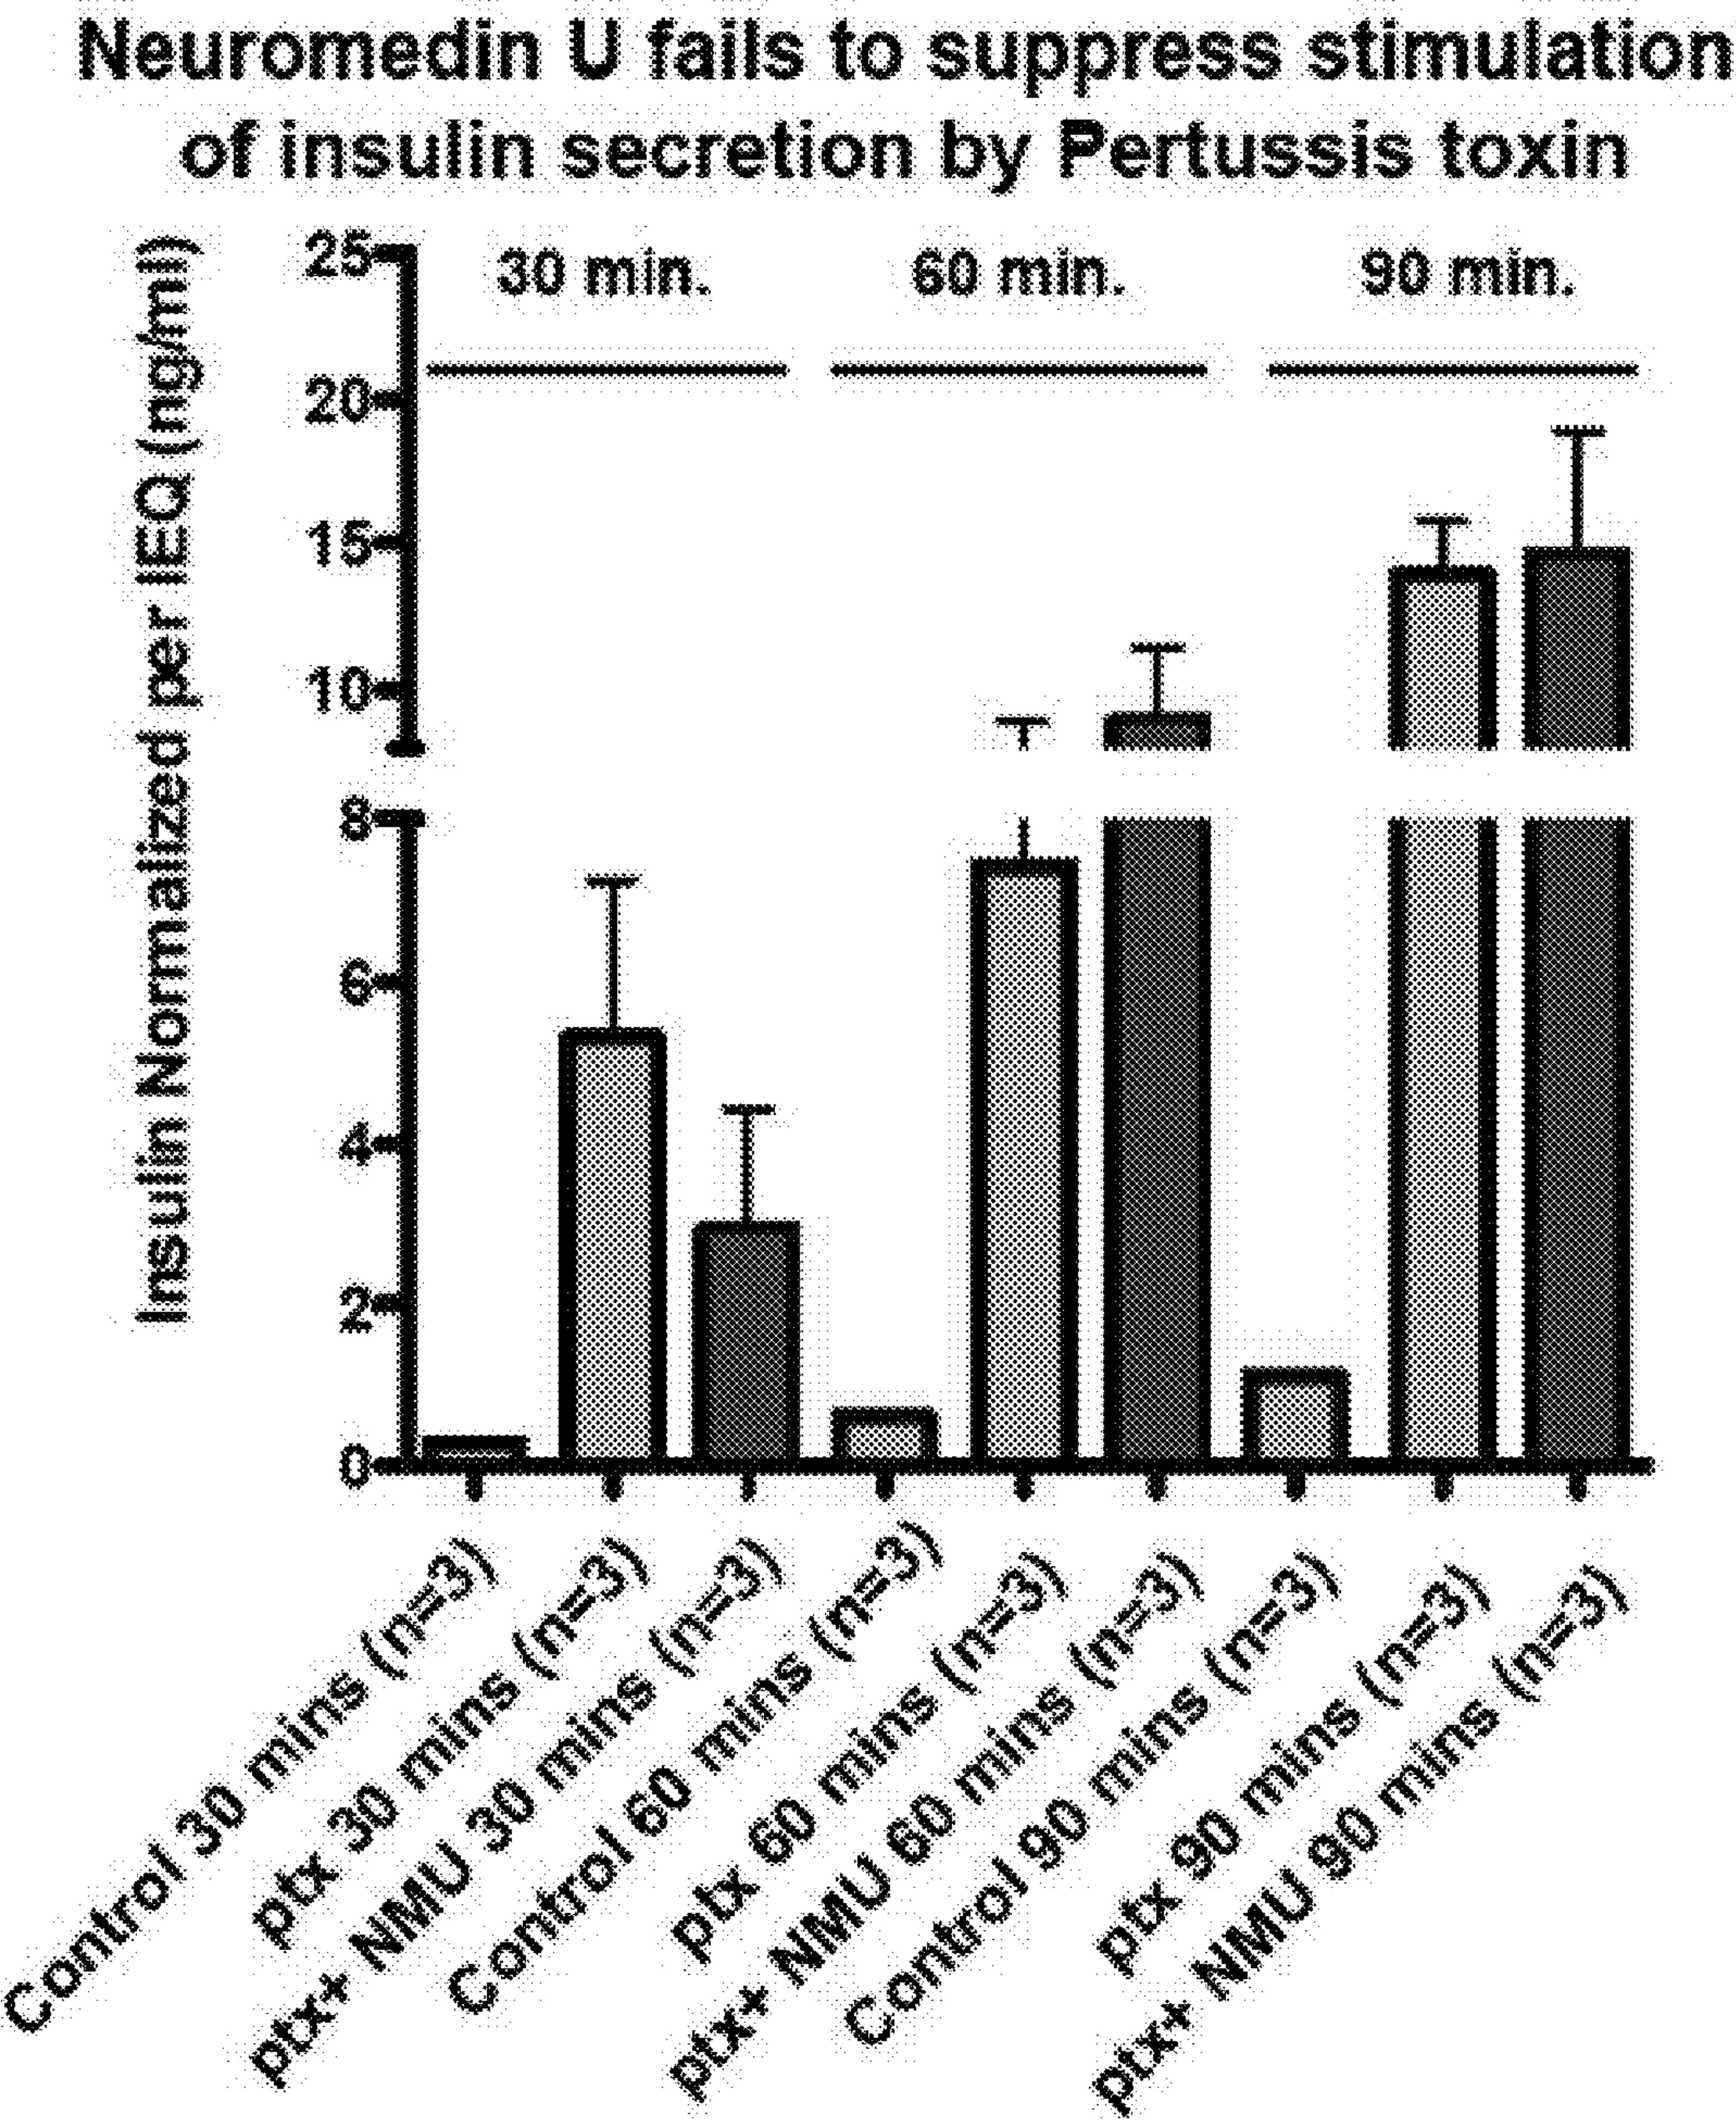 Neuromedin U fails to suppress stimulation
of insulin secretion by Pertussis toxin
Insulin Normalized per IEQ (ng/ml)
25
20
15
10
8
6
4
2
0
30 min.
60 min.
90 min.
Control 30 mins (n=3)
ptx 30 mins (n=3)
ptx+ NMU 30 mins (n=3)
Control 60 mins (n=3)
ptx 60 mins (n=3)
ptx+ NMU 60 mins (n=3)
Control 90 mins (n=3)
ptx 90 mins (n=3)
ptx+ NMU 90 mins (n=3)